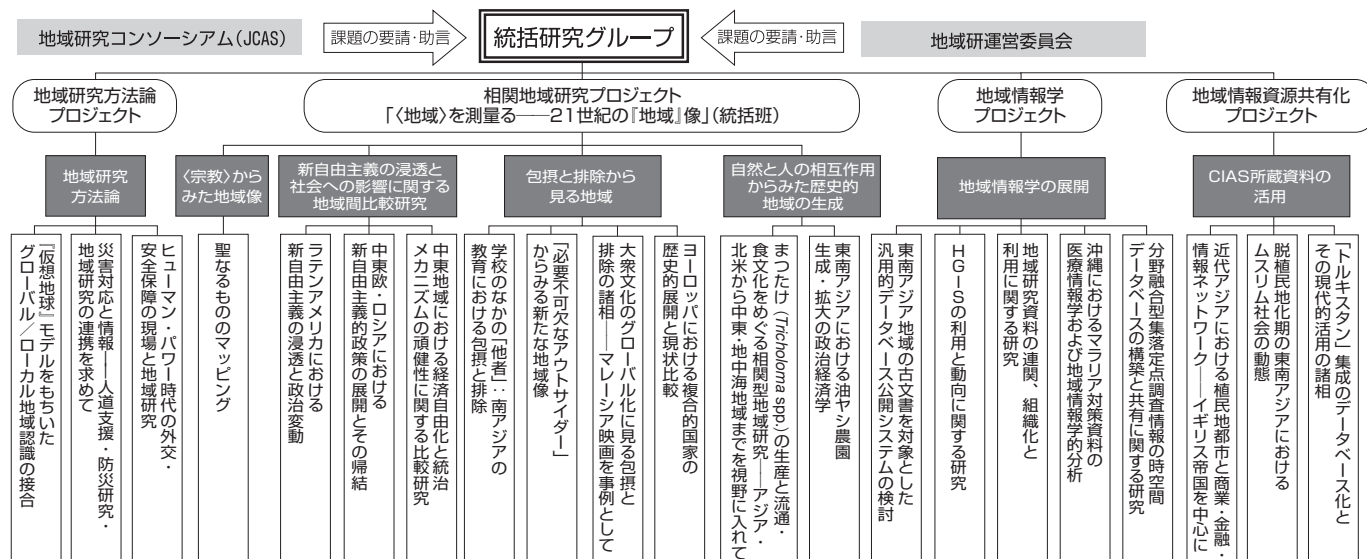 地域研究コンソーシアム(JCAS)
課題の要請・助言
統括研究グループ
課題の要請・助言
地域研運営委員会
地域研究方法論
プロジェクト
相関地域研究プロジェクト
「〈地域〉を測量る――21世紀の『地域』像」(統括班)
地域情報学
プロジェクト
地域情報資源共有化
プロジェクト
地域研究
方法論
〈宗教〉から
みた地域像
新自由主義の浸透と
社会への影響に関する
地域間比較研究
包摂と排除から
見る地域
自然と人の相互作用
からみた歴史的
地域の生成
地域情報学の展開
CIAS所蔵資料の
活用
『仮想地球』モデルをもちいた
グローバル/ローカル地域認識の接合
災害対応と情報――人道支援・防災研究・
地域研究の連携を求めて
ヒューマン・パワー時代の外交・
安全保障の現場と地域研究
聖なるもののマッピング
ラテンアメリカにおける
新自由主義の浸透と政治変動
中東欧・ロシアにおける
新自由主義的政策の展開とその帰結
中東地域における経済自由化と統治
メカニズムの頑健性に関する比較研究
学校のなかの「他者」:南アジアの
教育における包摂と排除
「必要不可欠なアウトサイダー」
からみる新たな地域像
大衆文化のグローバル化に見る包摂と
排除の諸相――マレーシア映画を事例として
ヨーロッパにおける複合的国家の
歴史的展開と現状比較
まつたけ(Tricholoma spp.)の生産と流通・
食文化をめぐる相関型地域研究――アジア・
北米から中東・地中海地域までを視野に入れて
東南アジアにおける油ヤシ農園
生成・拡大の政治経済学
東南アジア地域の古文書を対象とした
汎用的データベース公開システムの検討
HGISの利用と動向に関する研究
地域研究資料の連関、組織化と
利用に関する研究
沖縄におけるマラリア対策資料の
医療情報学および地域情報学的分析
分野融合型集落定点調査情報の時空間
データベースの構築と共有に関する研究
近代アジアにおける植民地都市と商業・金融・
情報ネットワーク――イギリス帝国を中心に
脱植民地化期の東南アジアにおける
ムスリム社会の動態
「トルキスタン」集成のデータベース化と
その現代的活用の諸相